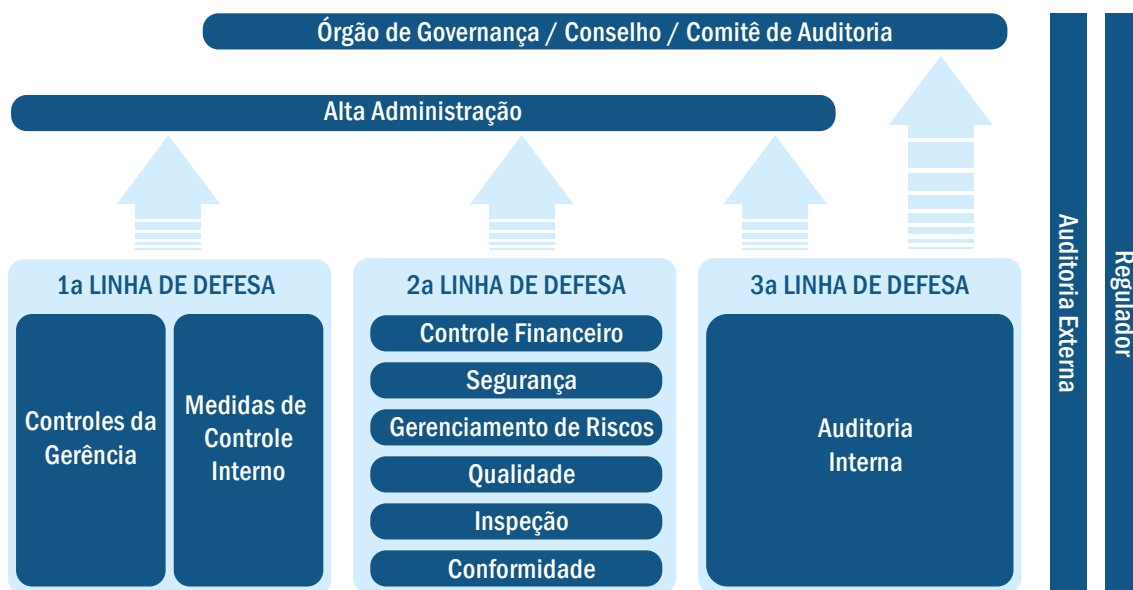 Órgão de Governança / Conselho / Comitê de Auditoria
Alta Administração
1a LINHA DE DEFESA
Controles da
Gerência
Medidas de
Controle
Interno
2a LINHA DE DEFESA
Controle Financeiro
Segurança
Gerenciamento de Riscos
Qualidade
Inspeção
Conformidade
3a LINHA DE DEFESA
Auditoria
Interna
Auditoria Externa
Regulador